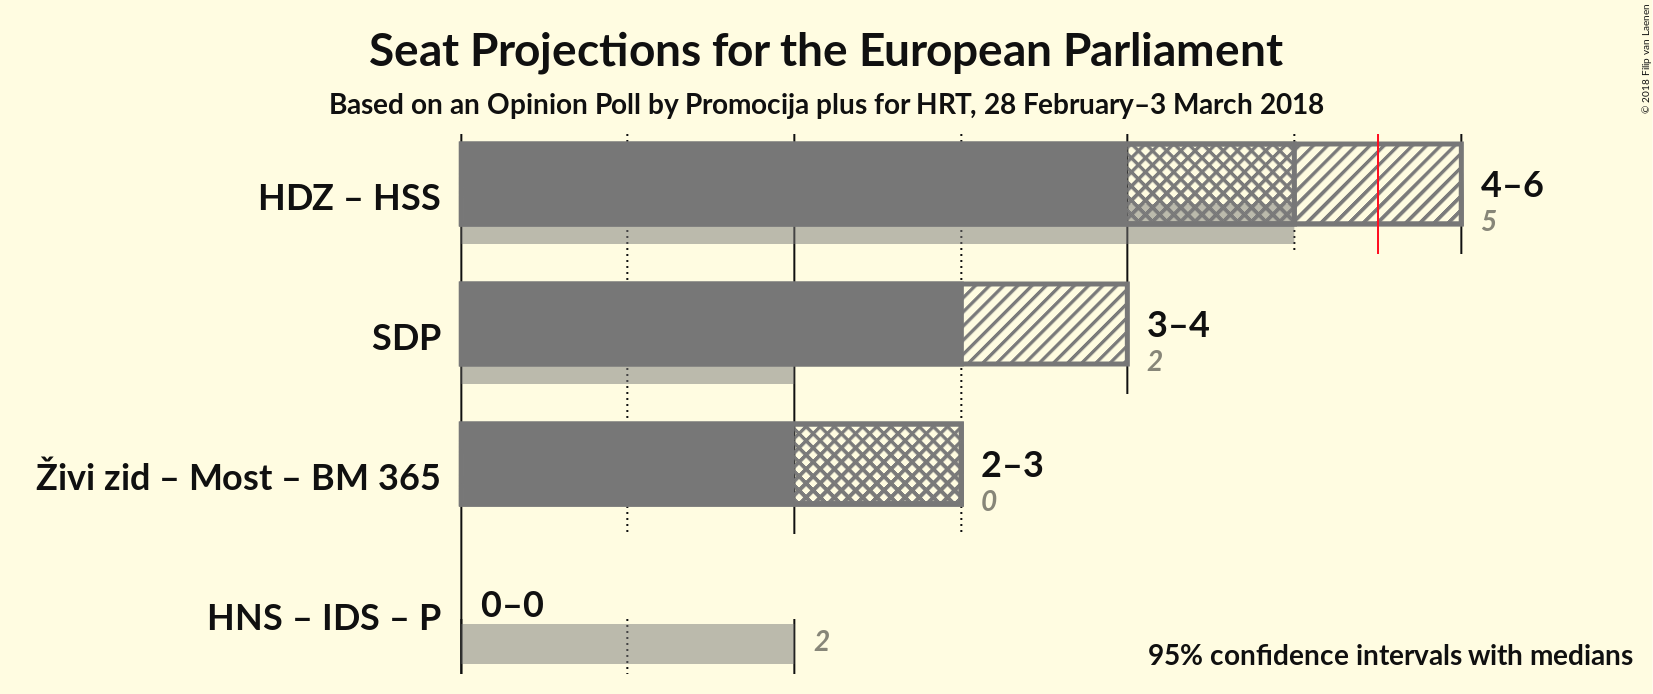 Seat Projections for the European Parliament
Based on an Opinion Poll by Promocija plus for HRT, 28 February–3 March 2018
© 2018 Filip van Laenen
HDZ – HSS
4–6
5
SDP
3–4
2
Živi zid – Most – BM 365
2–3
0
HNS – IDS – P
0–0
2
95% confidence intervals with medians